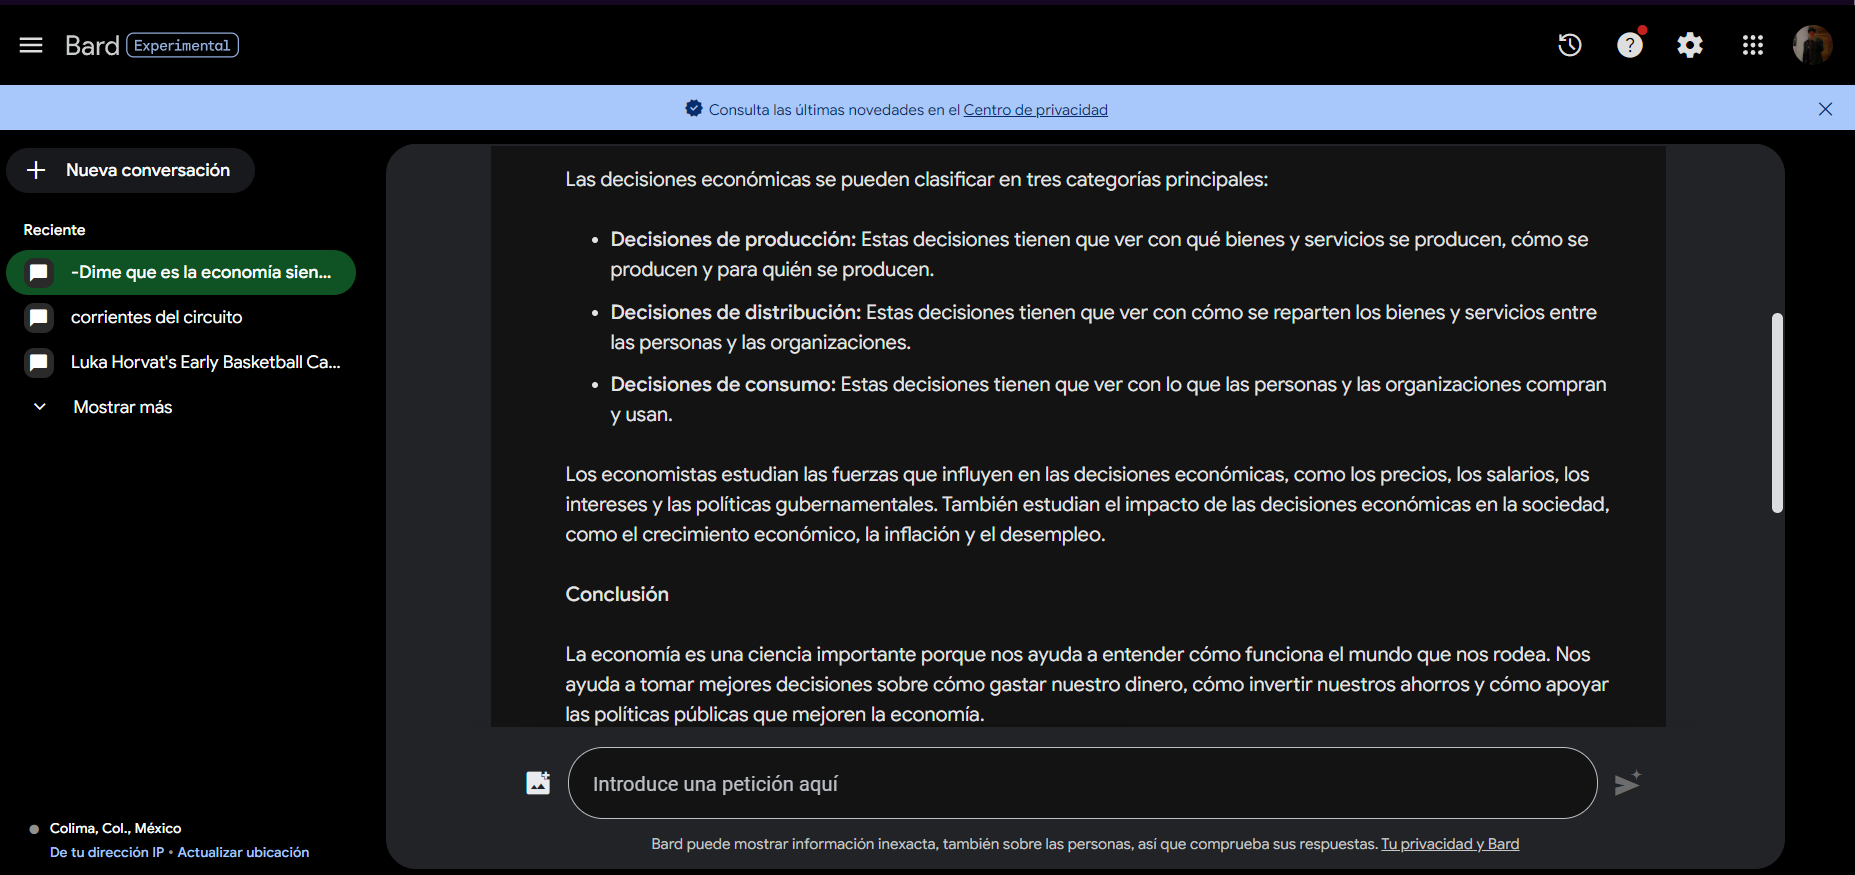 Bard Experimental
?
Consulta las últimas novedades en el Centro de privacidad
Nueva conversación
Reciente
-Dime que es la economía sien...
corrientes del circuito
Luka Horvat's Early Basketball Ca...
Mostrar más
Colima, Col., México
De tu dirección IP • Actualizar ubicación
Las decisiones económicas se pueden clasificar en tres categorías principales:
• Decisiones de producción: Estas decisiones tienen que ver con qué bienes y servicios se producen, cómo se
producen y para quién se producen.
• Decisiones de distribución: Estas decisiones tienen que ver con cómo se reparten los bienes y servicios entre
las personas y las organizaciones.
• Decisiones de consumo: Estas decisiones tienen que ver con lo que las personas y las organizaciones compran
y usan.
Los economistas estudian las fuerzas que influyen en las decisiones económicas, como los precios, los salarios, los
intereses y las políticas gubernamentales. También estudian el impacto de las decisiones económicas en la sociedad,
como el crecimiento económico, la inflación y el desempleo.
Conclusión
La economía es una ciencia importante porque nos ayuda a entender cómo funciona el mundo que nos rodea. Nos
ayuda a tomar mejores decisiones sobre cómo gastar nuestro dinero, cómo invertir nuestros ahorros y cómo apoyar
las políticas públicas que mejoren la economía.
Introduce una petición aquí
Bard puede mostrar información inexacta, también sobre las personas, así que comprueba sus respuestas. Tu privacidad y Bard